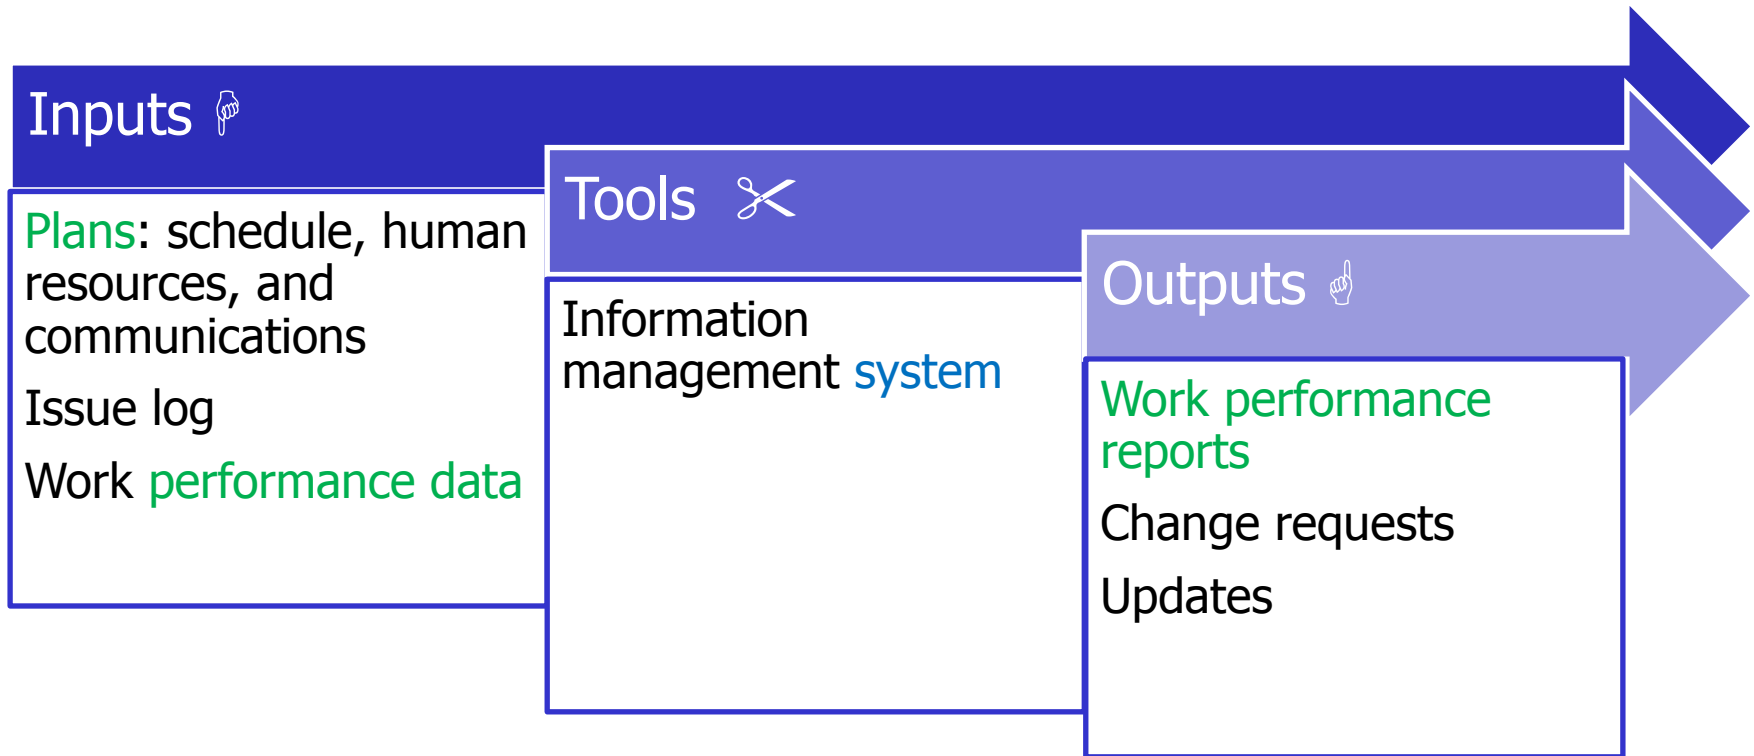 Inputs
Plans: schedule, human
resources, and
communications
Issue log
Work performance data
Tools
Information
management system
Outputs
Work performance
reports
Change requests
Updates